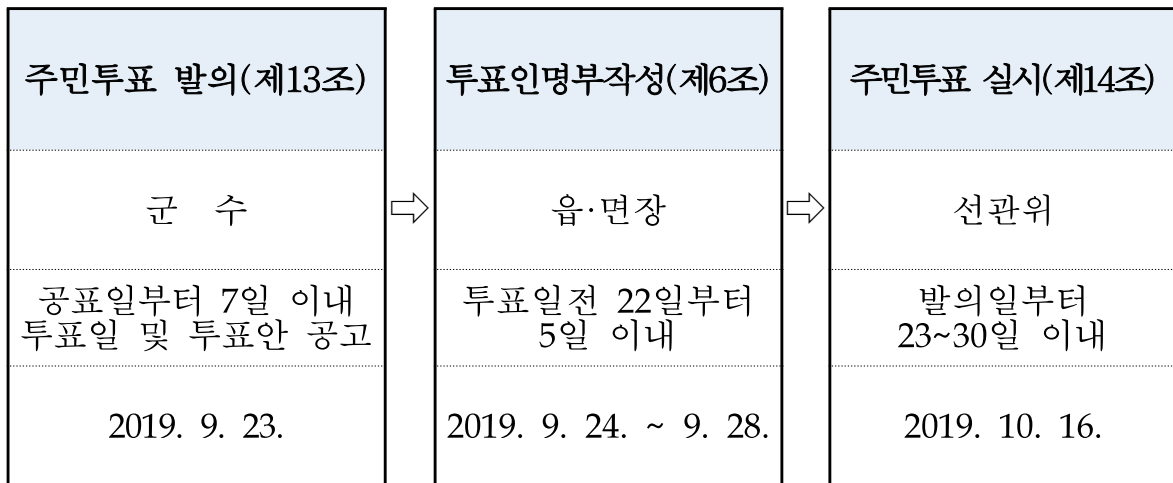 주민투표 발의(제13조)
군 수
공표일부터 7일 이내
투표일 및 투표안 공고
2019. 9. 23.
⇨
투표인명부작성(제6조)
읍·면장
투표일전 22일부터
5일 이내
2019. 9. 24. ~ 9. 28.
⇨
주민투표 실시(제14조)
선관위
발의일부터
23~30일 이내
2019. 10. 16.